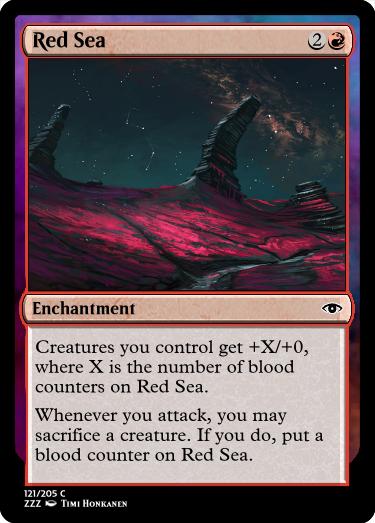 Red Sea 2
Enchantment
Creatures you control get +X/+0,
where X is the number of blood
counters on Red Sea.
Whenever you attack, you may
sacrifice a creature. If you do, put a
blood counter on Red Sea.
121/205 C
ZZZ Timi Honkanen